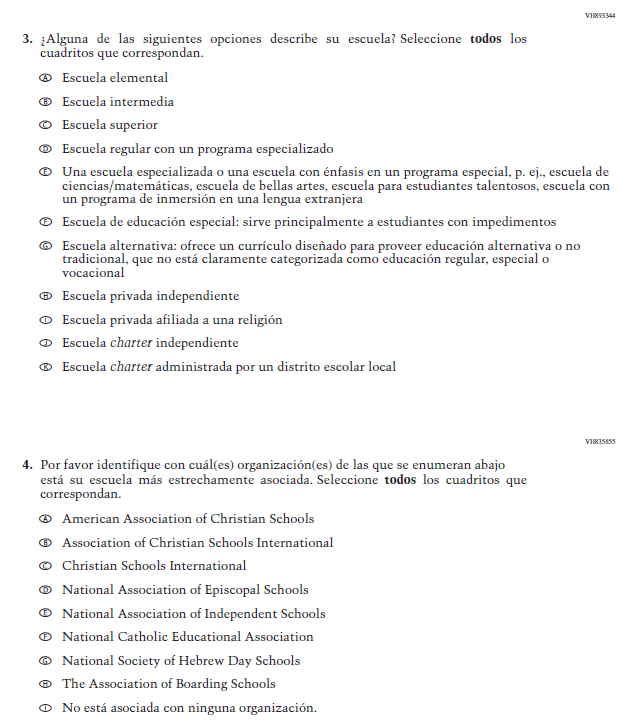 VH893344
3. ¿Alguna de las siguientes opciones describe su escuela? Seleccione todos los
cuadritos que correspondan.
A Escuela elemental
B Escuela intermedia
C Escuela superior
D Escuela regular con un programa especializado
E Una escuela especializada o una escuela con énfasis en un programa especial, p. ej., escuela de
ciencias/matemáticas, escuela de bellas artes, escuela para estudiantes talentosos, escuela con
un programa de inmersión en una lengua extranjera
F Escuela de educación especial: sirve principalmente a estudiantes con impedimentos
G Escuela alternativa: ofrece un currículo diseñado para proveer educación alternativa o no
tradicional, que no está claramente categorizada como educación regular, especial o
vocacional
H Escuela privada independiente
I Escuela privada afiliada a una religión
J Escuela charter independiente
K Escuela charter administrada por un distrito escolar local
VH835855
4. Por favor identifique con cuál(es) organización(es) de las que se enumeran abajo
está su escuela más estrechamente asociada. Seleccione todos los cuadritos que
correspondan.
A American Association of Christian Schools
B Association of Christian Schools International
C Christian Schools International
D National Association of Episcopal Schools
E National Association of Independent Schools
F National Catholic Educational Association
G National Society of Hebrew Day Schools
H The Association of Boarding Schools
I No está asociada con ninguna organización.